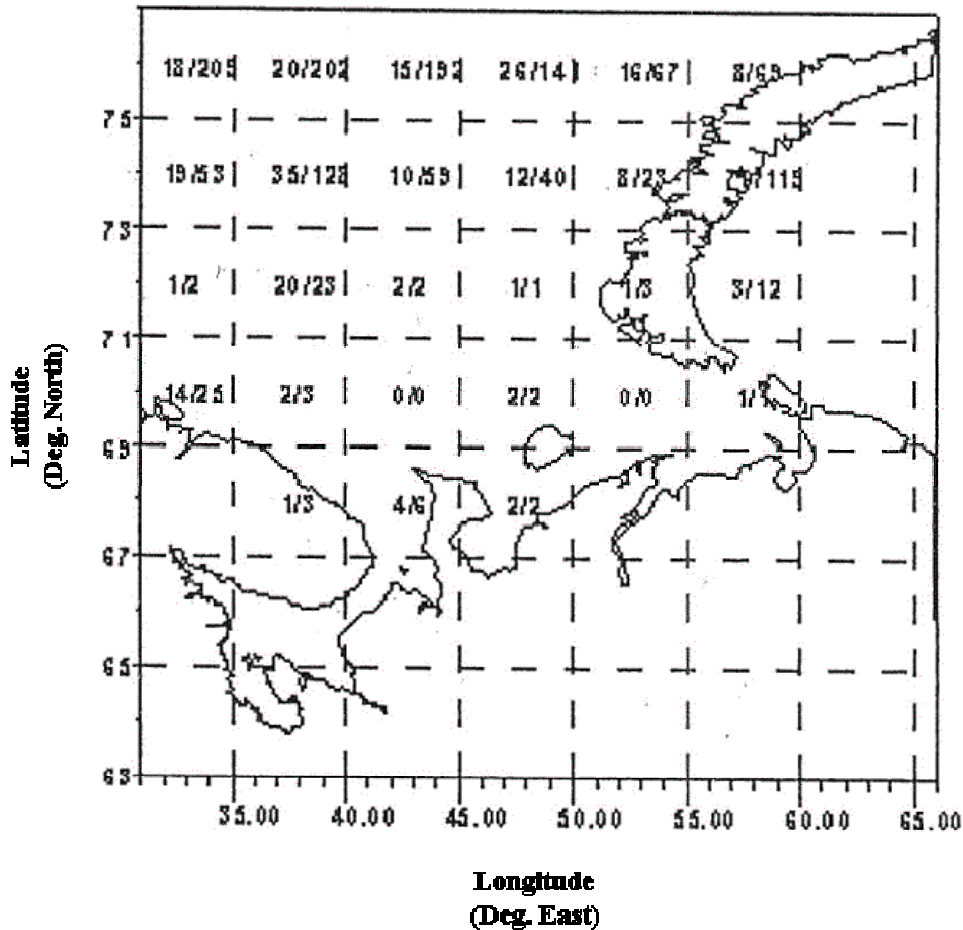 18/205 20/202 15/192 26/14 16/67 8/69
75
19/53 35/128 10/59 12/40 8/23 115
73
1/2 20/23 2/2 1/1 1/3 3/12
71
14/25 2/3 0/0 2/2 0/0 1/
69
1/3 4/6 2/2
67
65
63
35.00 40.00 45.00 50.00 55.00 60.00 65.00
Latitude
(Deg. North)
Longitude
(Deg. East)